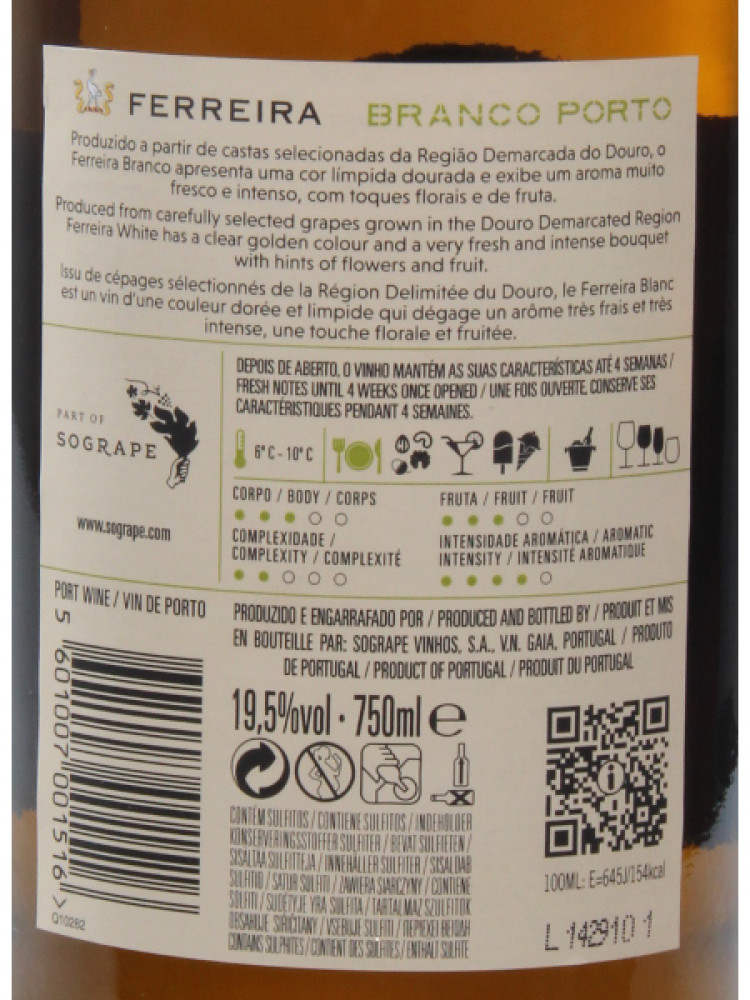 FERREIRA BRANCO PORTO
Produzido a partir de castas selecionadas da Região Demarcada do Douro, o
Ferreira Branco apresenta uma cor límpida dourada e exibe um aroma muito
fresco e intenso, com toques florais e de fruta.
Produced from carefully selected grapes grown in the Douro Demarcated Region
Ferreira White has a clear golden colour and a very fresh and intense bouquet
with hints of flowers and fruit.
Issu de cépages sélectionnés de la Région Delimitée du Douro, le Ferreira Blanc
est un vin d'une couleur dorée et limpide qui dégage un arôme très frais et très
intense, une touche florale et fruitée.
PART OF
SOGRAPE
www.sogrape.com
DEPOIS DE ABERTO, O VINHO MANTÉM AS SUAS CARACTERÍSTICAS ATÉ 4 SEMANAS /
FRESH NOTES UNTIL 4 WEEKS ONCE OPENED / UNE FOIS OUVERTE, CONSERVE SES
CARACTÉRISTIQUES PENDANT 4 SEMAINES.
6° C - 10° C
CORPO / BODY / CORPS
FRUTA / FRUIT / FRUIT
COMPLEXIDADE /
COMPLEXITY / COMPLEXITÉ
INTENSIDADE AROMÁTICA / AROMATIC
INTENSITY / INTENSITÉ AROMATIQUE
PORT WINE / VIN DE PORTO
5 601007 001516 >
Q10282
PRODUZIDO E ENGARRAFADO POR / PRODUCED AND BOTTLED BY / PRODUIT ET MIS
EN BOUTEILLE PAR: SOGRAPE VINHOS, S.A., V.N. GAIA, PORTUGAL / PRODUTO
DE PORTUGAL / PRODUCT OF PORTUGAL / PRODUIT DU PORTUGAL
19,5%vol · 750ml e
CONTÉM SULFITOS / CONTIENE SULFITOS / INDEHOLDER
KONSERVERINGSSTOFFER SULFITER / BEVAT SULFIETEN /
SISÄLTÄÄ SULFIITTEJA / INNEHÅLLER SULFITER / SISALDAB
SULFITID / SATUR SULFITI / ZAWIERA SIARCZYNY / CONTIENE
SULFITI / SUDĖTYJE YRA SULFITA / TARTALMAZ SZULFITOK
OBSAHUJE SIŘIČITANY / VSEBUJE SULFITI /
CONTAINS SULPHITES / CONTIENT DES SULFITES / ENTHALT SULFITE
100ML: E=645J/154kcal
L 142910 1